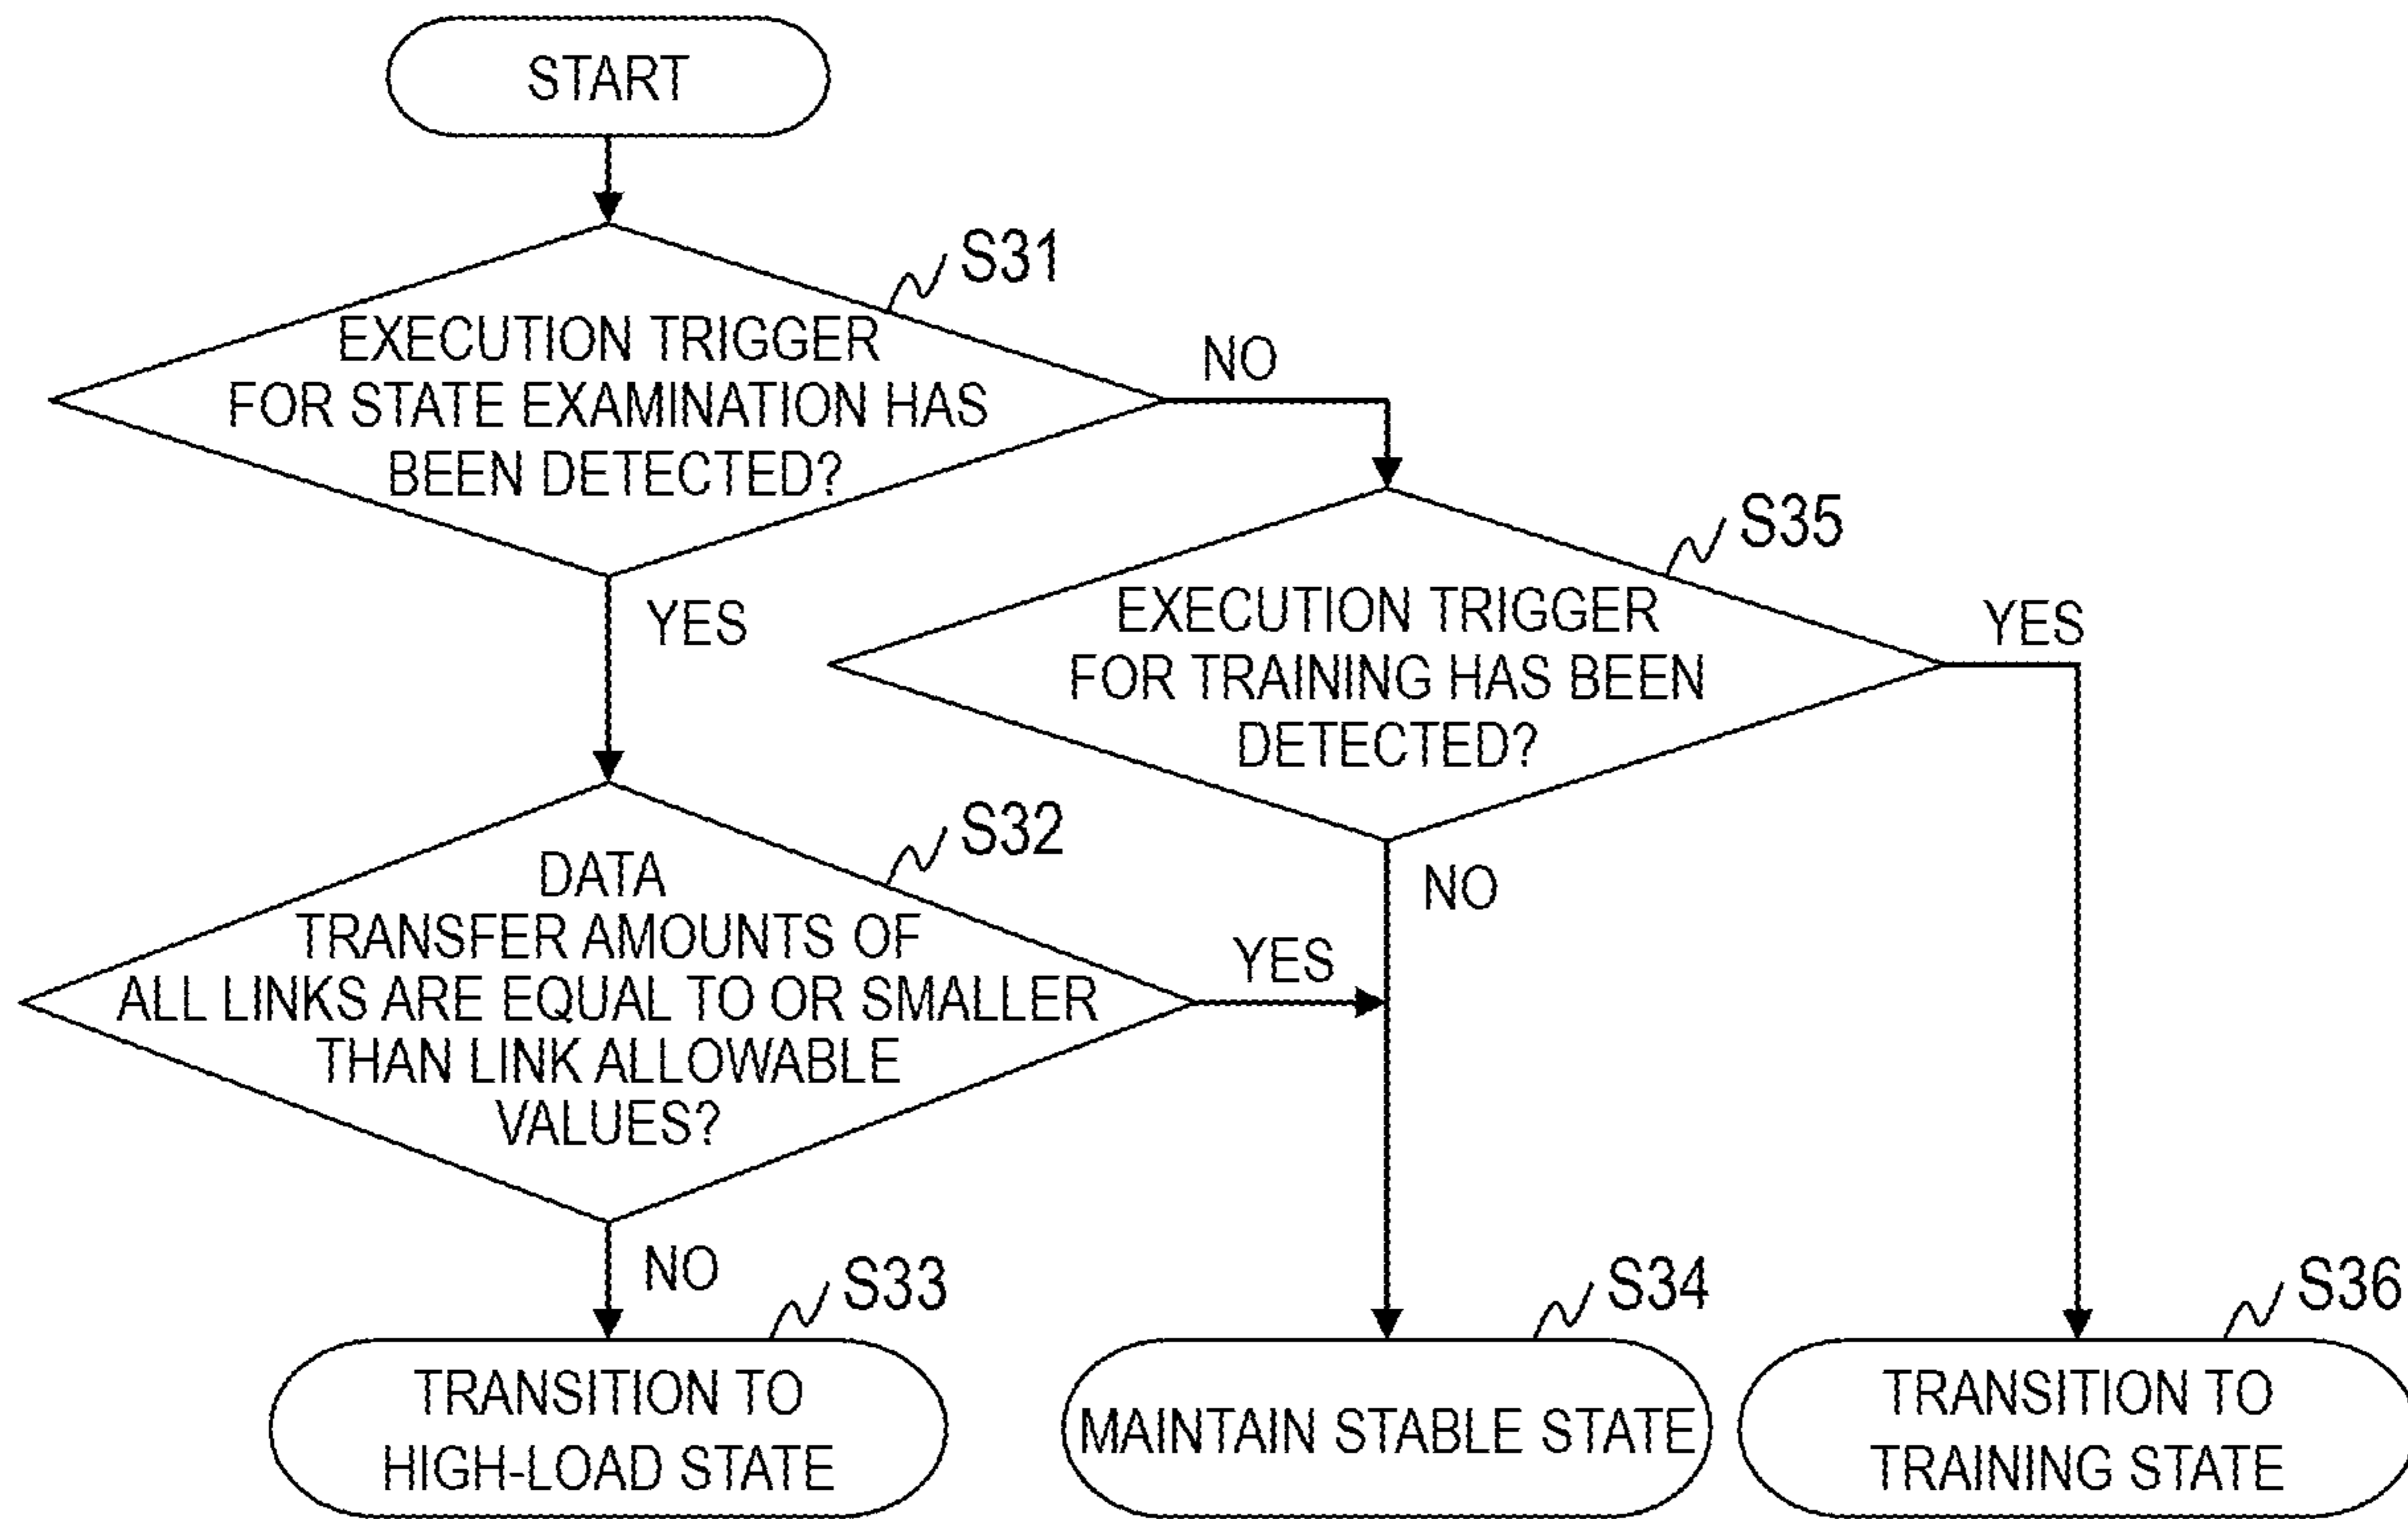 START
S31
EXECUTION TRIGGER
FOR STATE EXAMINATION HAS
BEEN DETECTED?
NO
YES
S35
EXECUTION TRIGGER
FOR TRAINING HAS BEEN
DETECTED?
YES
NO
S32
DATA
TRANSFER AMOUNTS OF
ALL LINKS ARE EQUAL TO OR SMALLER
THAN LINK ALLOWABLE
VALUES?
YES
NO
S33
TRANSITION TO
HIGH-LOAD STATE
S34
MAINTAIN STABLE STATE
S36
TRANSITION TO
TRAINING STATE